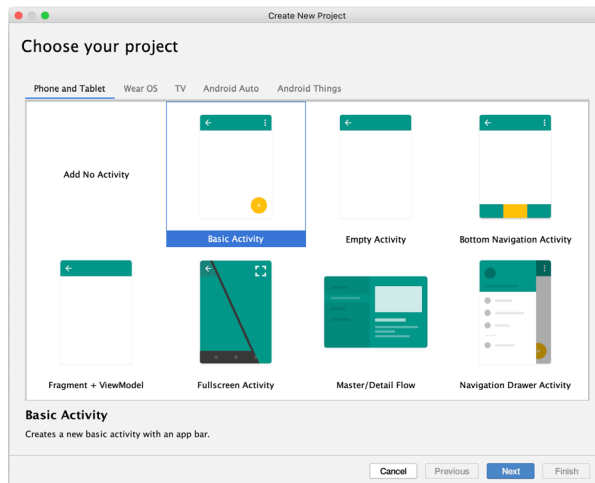 Create New Project
Choose your project
Phone and Tablet Wear OS TV Android Auto Android Things
Add No Activity
Basic Activity Empty Activity Bottom Navigation Activity
Fragment + ViewModel Fullscreen Activity Master/Detail Flow Navigation Drawer Activity
Basic Activity
Creates a new basic activity with an app bar.
Cancel Previous Next Finish